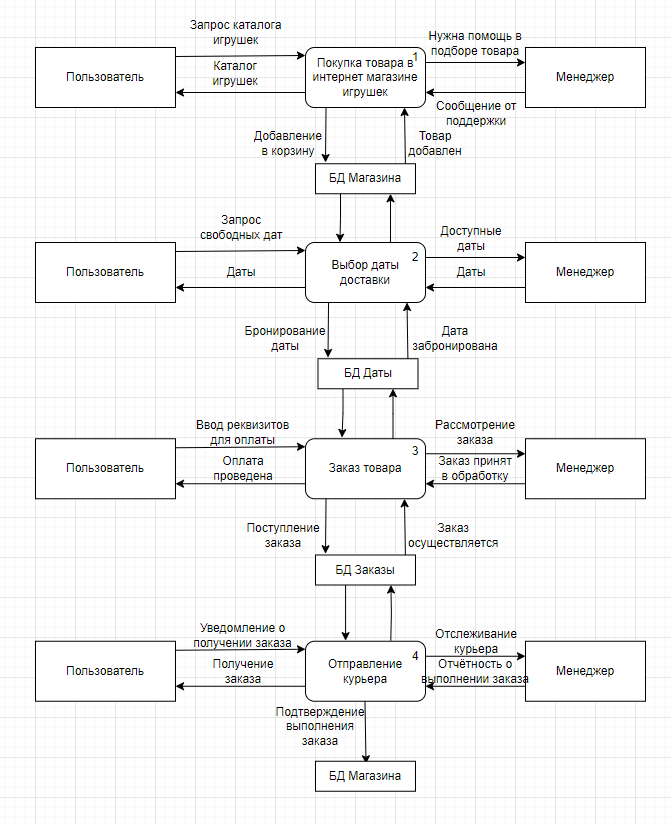 Запрос каталога
игрушек
Каталог
игрушек
Пользователь
1
Покупка товара в
интернет магазине
игрушек
Нужна помощь в
подборе товара
Сообщение от
поддержки
Менеджер
Добавление
в корзину
Товар
добавлен
БД Магазина
Запрос
свободных дат
Даты
Пользователь
2
Выбор даты
доставки
Доступные
даты
Даты
Менеджер
Бронирование
даты
Дата
забронирована
БД Даты
Ввод реквизитов
для оплаты
Оплата
проведена
Пользователь
3
Заказ товара
Рассмотрение
заказа
Заказ принят
в обработку
Менеджер
Поступление
заказа
Заказ
осуществляется
БД Заказы
Уведомление о
получении заказа
Получение
заказа
Пользователь
4
Отправление
курьера
Отслеживание
курьера
Отчётность о
выполнении заказа
Менеджер
Подтверждение
выполнения
заказа
БД Магазина